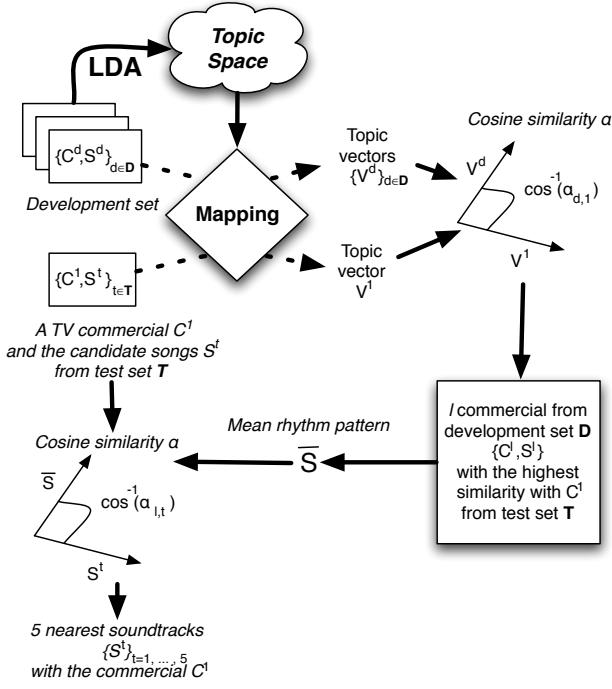 Topic
Space
LDA
{C^d,S^d}_{d∈D}
Development set
Mapping
Topic
vectors
{V^d}_{d∈D}
Cosine similarity α
V^d
cos^{-1}(α_{d,1})
V^1
{C^1,S^t}_{t∈T}
Topic
vector
V^1
A TV commercial C^1
and the candidate songs S^t
from test set T
l commercial from
development set D
{C^l,S^l}
with the highest
similarity with C^1
from test set T
Mean rhythm pattern
S̅
Cosine similarity α
S̅
cos^{-1}(α_{l,t})
S^t
5 nearest soundtracks
{S^t}_{t=1, ... , 5}
with the commercial C^1